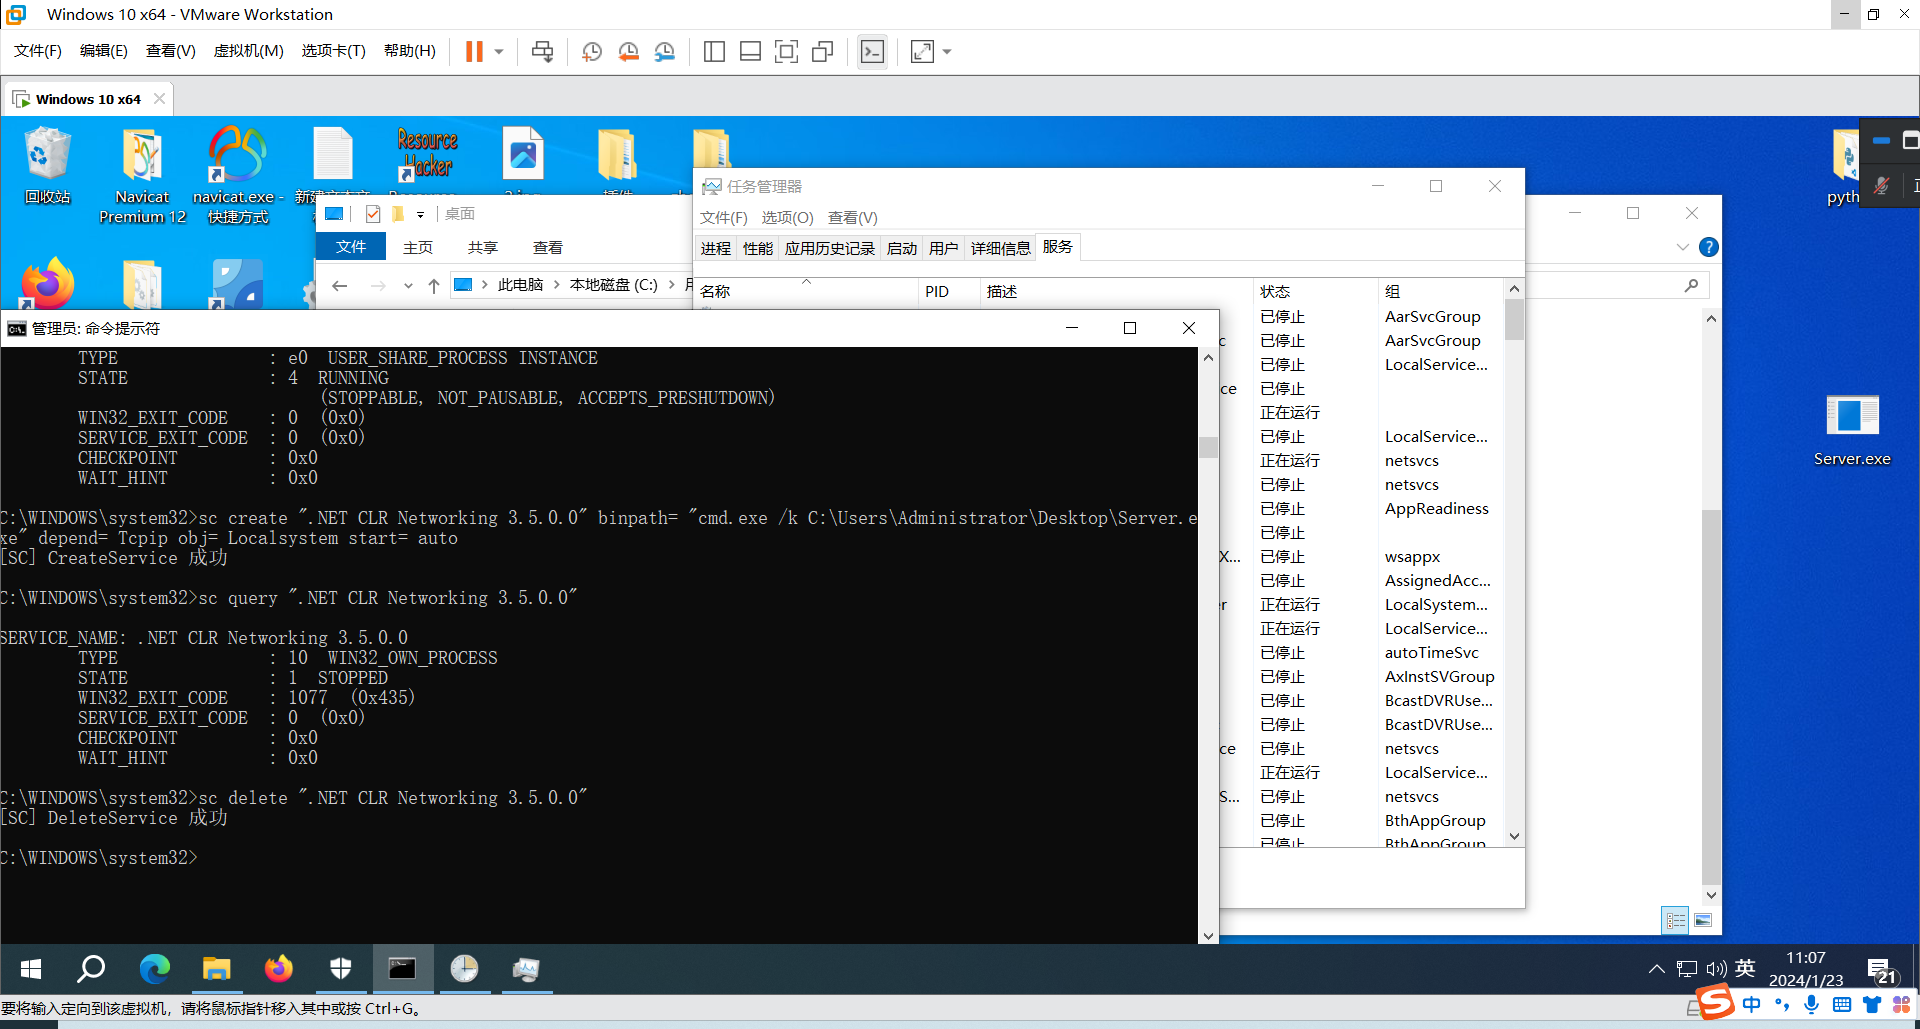 Windows 10 x64 - VMware Workstation
文件(F) 编辑(E) 查看(V) 虚拟机(M) 选项卡(T) 帮助(H)
Windows 10 x64
回收站
Navicat Premium 12
navicat.exe - 快捷方式
Resource Hacker
Server.exe
桌面
文件 主页 共享 查看
此电脑 本地磁盘 (C:)
任务管理器
文件(F) 选项(O) 查看(V)
进程 性能 应用历史记录 启动 用户 详细信息 服务
名称 PID 描述 状态 组
已停止 AarSvcGroup
已停止 AarSvcGroup
已停止 LocalService...
ce 已停止
正在运行
已停止 LocalService...
正在运行 netsvcs
已停止 netsvcs
已停止 AppReadiness
已停止
X... 已停止 wsappx
已停止 AssignedAcc...
r 正在运行 LocalSystem...
正在运行 LocalService...
已停止 autoTimeSvc
已停止 AxInstSVGroup
已停止 BcastDVRUse...
已停止 BcastDVRUse...
ce 已停止 netsvcs
正在运行 LocalService...
S... 已停止 netsvcs
已停止 BthAppGroup
已停止 BthAppGroup
管理员: 命令提示符
TYPE : e0 USER_SHARE_PROCESS INSTANCE
STATE : 4 RUNNING
(STOPPABLE, NOT_PAUSABLE, ACCEPTS_PRESHUTDOWN)
WIN32_EXIT_CODE : 0 (0x0)
SERVICE_EXIT_CODE : 0 (0x0)
CHECKPOINT : 0x0
WAIT_HINT : 0x0
C:\WINDOWS\system32>sc create ".NET CLR Networking 3.5.0.0" binpath= "cmd.exe /k C:\Users\Administrator\Desktop\Server.e
xe" depend= Tcpip obj= Localsystem start= auto
[SC] CreateService 成功
C:\WINDOWS\system32>sc query ".NET CLR Networking 3.5.0.0"
SERVICE_NAME: .NET CLR Networking 3.5.0.0
TYPE : 10 WIN32_OWN_PROCESS
STATE : 1 STOPPED
WIN32_EXIT_CODE : 1077 (0x435)
SERVICE_EXIT_CODE : 0 (0x0)
CHECKPOINT : 0x0
WAIT_HINT : 0x0
C:\WINDOWS\system32>sc delete ".NET CLR Networking 3.5.0.0"
[SC] DeleteService 成功
C:\WINDOWS\system32>
英
11:07
2024/1/23
21
要将输入定向到该虚拟机，请将鼠标指针移入其中或按 Ctrl+G。
中